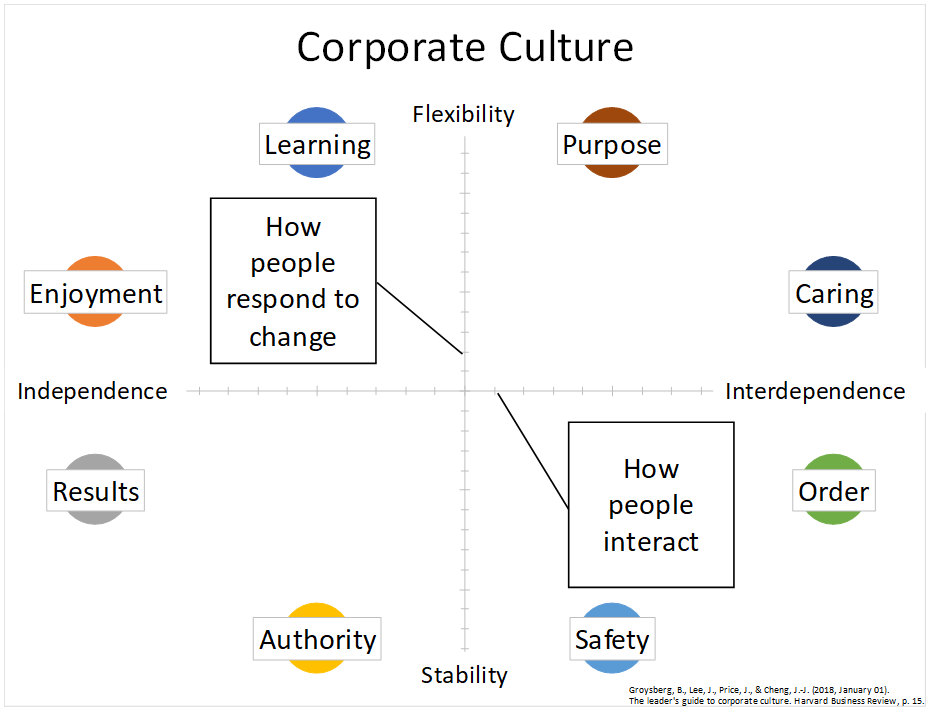 Corporate Culture
Flexibility
Learning
Purpose
How
people
respond to
change
Enjoyment
Caring
Independence
Interdependence
How
people
interact
Results
Order
Authority
Safety
Stability
Groysberg, B., Lee, J., Price, J., & Cheng, J.-J. (2018, January 01).
The leader's guide to corporate culture. Harvard Business Review, p. 15.